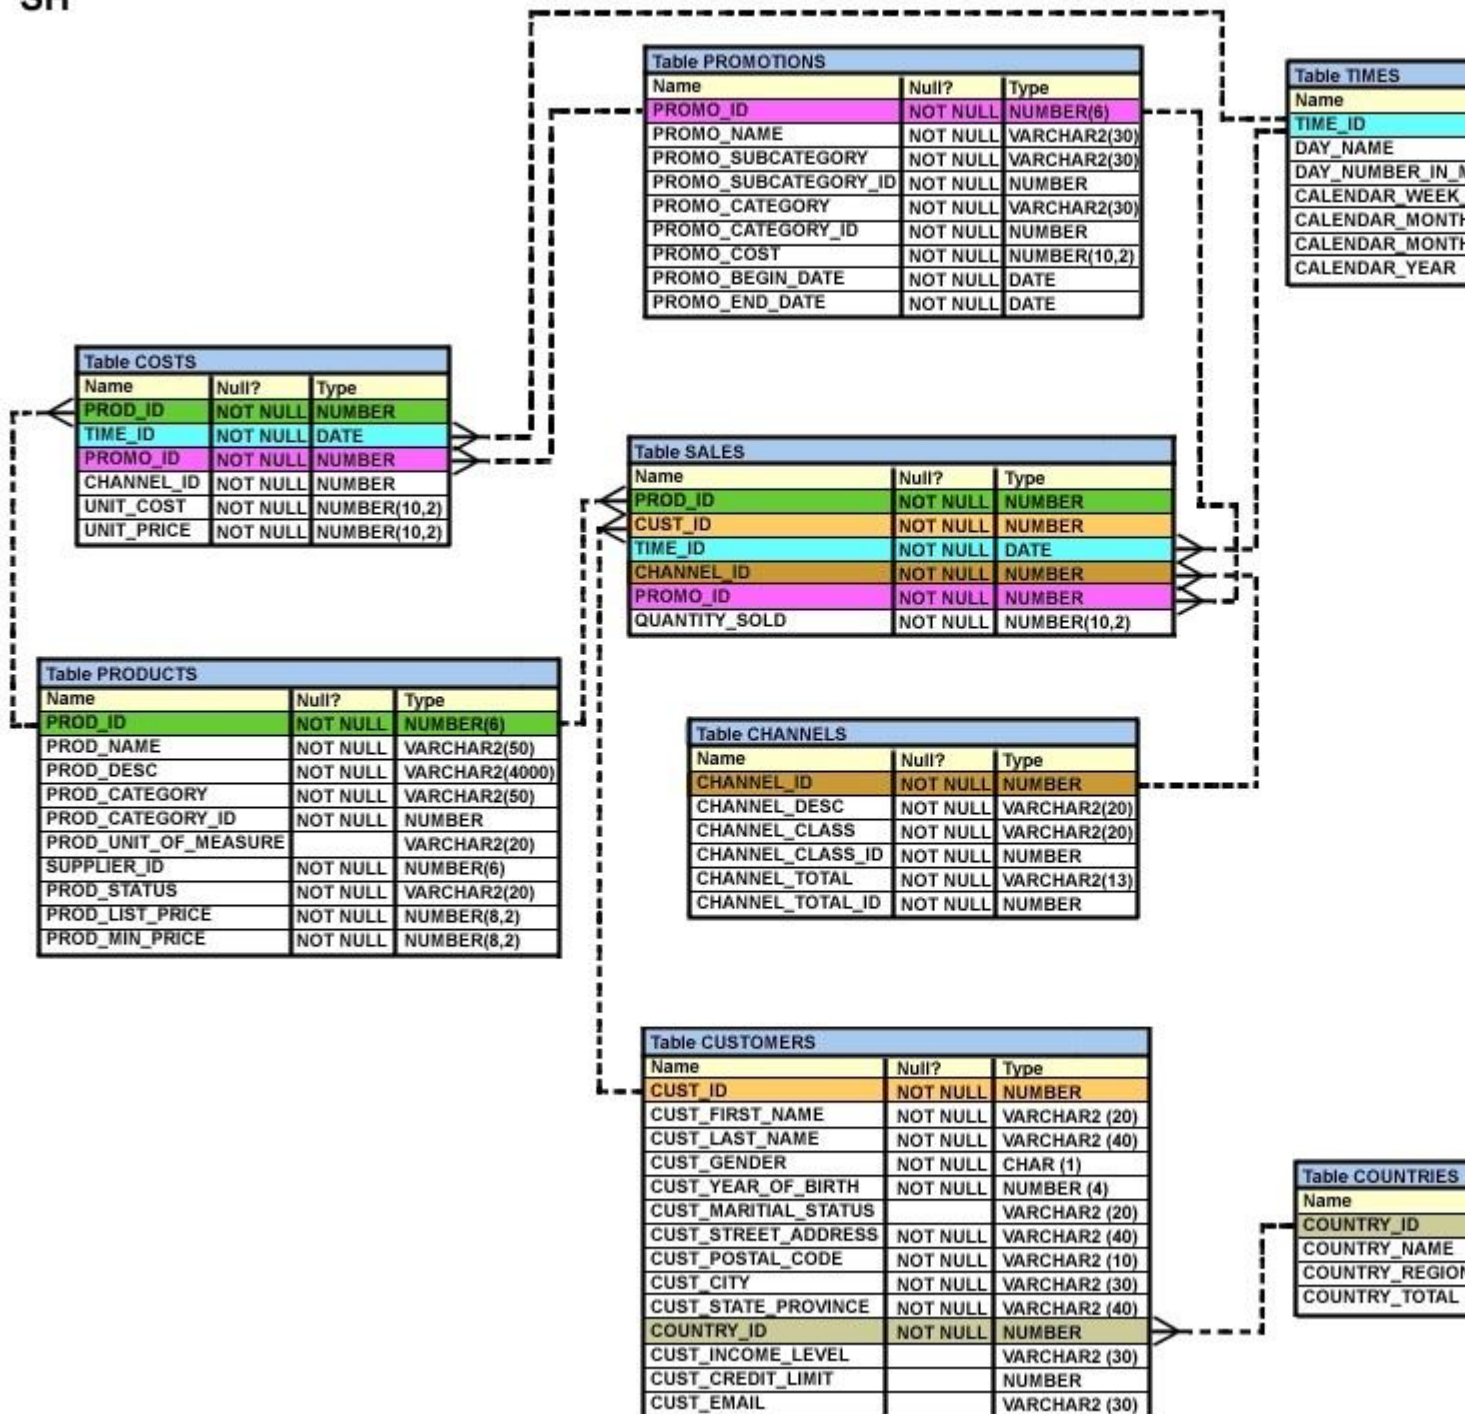 SH
Table PROMOTIONS
Name Null? Type
PROMO_ID NOT NULL NUMBER(6)
PROMO_NAME NOT NULL VARCHAR2(30)
PROMO_SUBCATEGORY NOT NULL VARCHAR2(30)
PROMO_SUBCATEGORY_ID NOT NULL NUMBER
PROMO_CATEGORY NOT NULL VARCHAR2(30)
PROMO_CATEGORY_ID NOT NULL NUMBER
PROMO_COST NOT NULL NUMBER(10,2)
PROMO_BEGIN_DATE NOT NULL DATE
PROMO_END_DATE NOT NULL DATE
Table TIMES
Name
TIME_ID
DAY_NAME
DAY_NUMBER_IN_M
CALENDAR_WEEK_
CALENDAR_MONTH
CALENDAR_MONTH
CALENDAR_YEAR
Table COSTS
Name Null? Type
PROD_ID NOT NULL NUMBER
TIME_ID NOT NULL DATE
PROMO_ID NOT NULL NUMBER
CHANNEL_ID NOT NULL NUMBER
UNIT_COST NOT NULL NUMBER(10,2)
UNIT_PRICE NOT NULL NUMBER(10,2)
Table SALES
Name Null? Type
PROD_ID NOT NULL NUMBER
CUST_ID NOT NULL NUMBER
TIME_ID NOT NULL DATE
CHANNEL_ID NOT NULL NUMBER
PROMO_ID NOT NULL NUMBER
QUANTITY_SOLD NOT NULL NUMBER(10,2)
Table PRODUCTS
Name Null? Type
PROD_ID NOT NULL NUMBER(6)
PROD_NAME NOT NULL VARCHAR2(50)
PROD_DESC NOT NULL VARCHAR2(4000)
PROD_CATEGORY NOT NULL VARCHAR2(50)
PROD_CATEGORY_ID NOT NULL NUMBER
PROD_UNIT_OF_MEASURE VARCHAR2(20)
SUPPLIER_ID NOT NULL NUMBER(6)
PROD_STATUS NOT NULL VARCHAR2(20)
PROD_LIST_PRICE NOT NULL NUMBER(8,2)
PROD_MIN_PRICE NOT NULL NUMBER(8,2)
Table CHANNELS
Name Null? Type
CHANNEL_ID NOT NULL NUMBER
CHANNEL_DESC NOT NULL VARCHAR2(20)
CHANNEL_CLASS NOT NULL VARCHAR2(20)
CHANNEL_CLASS_ID NOT NULL NUMBER
CHANNEL_TOTAL NOT NULL VARCHAR2(13)
CHANNEL_TOTAL_ID NOT NULL NUMBER
Table CUSTOMERS
Name Null? Type
CUST_ID NOT NULL NUMBER
CUST_FIRST_NAME NOT NULL VARCHAR2 (20)
CUST_LAST_NAME NOT NULL VARCHAR2 (40)
CUST_GENDER NOT NULL CHAR (1)
CUST_YEAR_OF_BIRTH NOT NULL NUMBER (4)
CUST_MARITIAL_STATUS VARCHAR2 (20)
CUST_STREET_ADDRESS NOT NULL VARCHAR2 (40)
CUST_POSTAL_CODE NOT NULL VARCHAR2 (10)
CUST_CITY NOT NULL VARCHAR2 (30)
CUST_STATE_PROVINCE NOT NULL VARCHAR2 (40)
COUNTRY_ID NOT NULL NUMBER
CUST_INCOME_LEVEL VARCHAR2 (30)
CUST_CREDIT_LIMIT NUMBER
CUST_EMAIL VARCHAR2 (30)
Table COUNTRIES
Name
COUNTRY_ID
COUNTRY_NAME
COUNTRY_REGION
COUNTRY_TOTAL